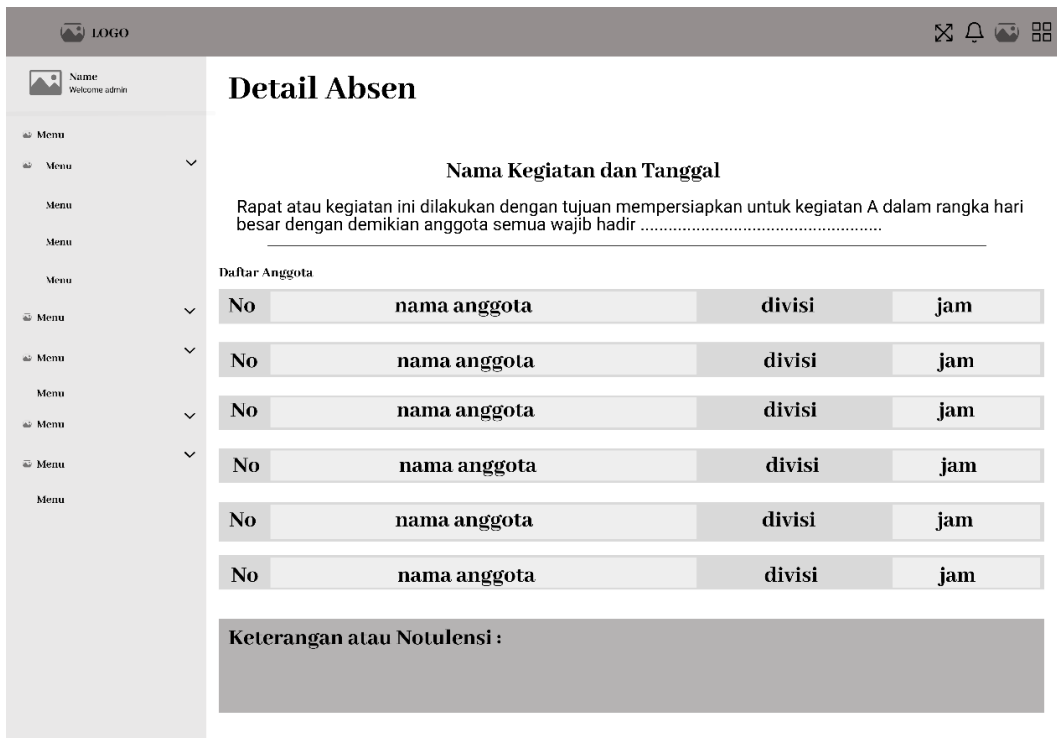 LOGO
Name
Welcome admin
Menu
Menu
Menu
Menu
Menu
Menu
Menu
Menu
Menu
Menu
Menu
Detail Absen
Nama Kegiatan dan Tanggal
Rapat atau kegiatan ini dilakukan dengan tujuan mempersiapkan untuk kegiatan A dalam rangka hari
besar dengan demikian anggota semua wajib hadir ....................................................
Daftar Anggota
No nama anggota divisi jam
No nama anggota divisi jam
No nama anggota divisi jam
No nama anggota divisi jam
No nama anggota divisi jam
No nama anggota divisi jam
Keterangan atau Notulensi :